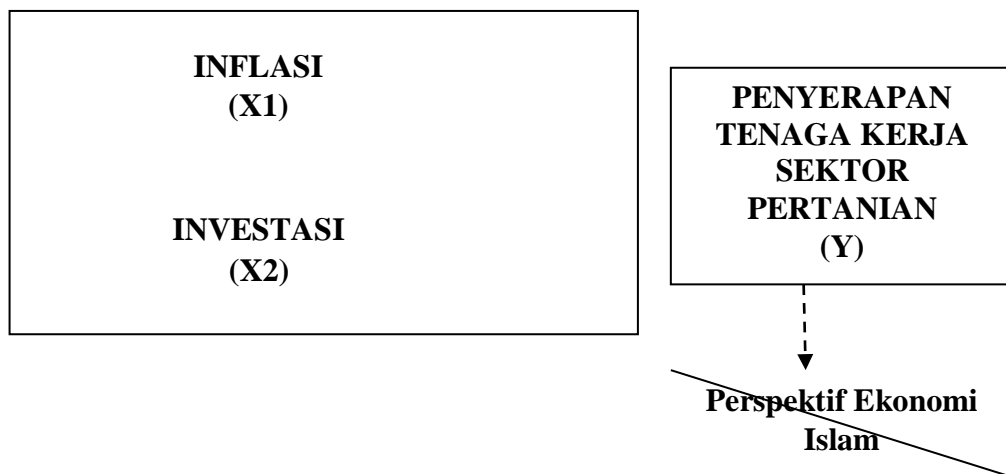 INFLASI
(X1)
INVESTASI
(X2)
PENYERAPAN
TENAGA KERJA
SEKTOR
PERTANIAN
(Y)
Perspektif Ekonomi
Islam